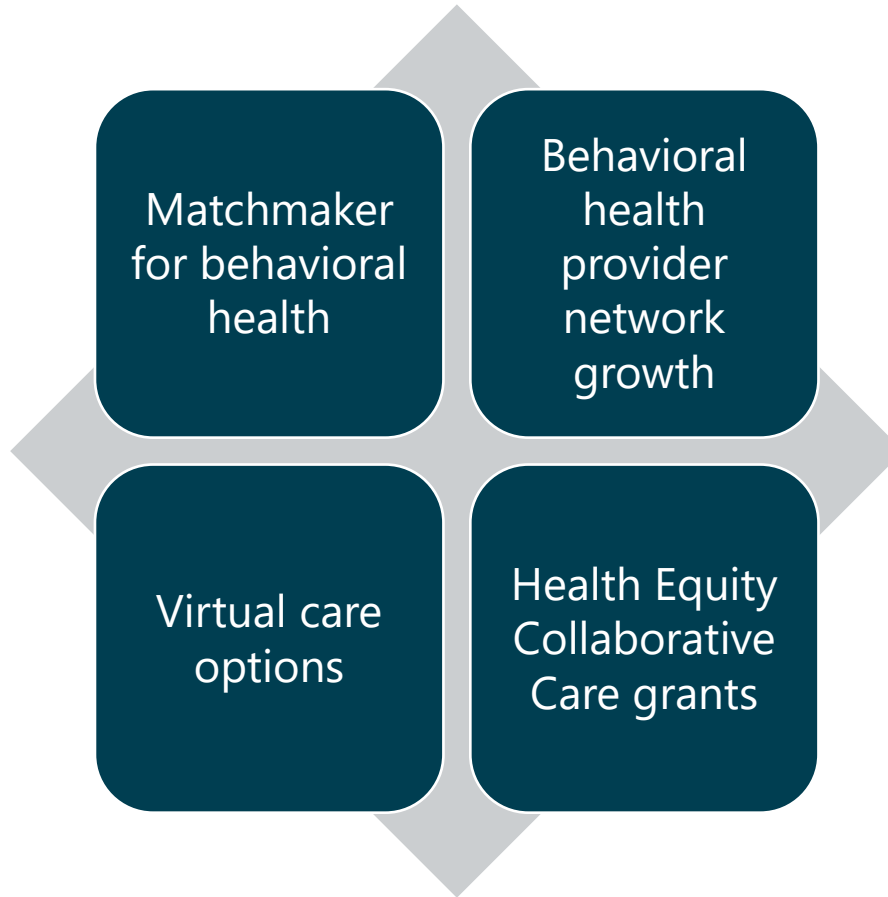 Matchmaker
for behavioral
health
Behavioral
health
provider
network
growth
Virtual care
options
Health Equity
Collaborative
Care grants